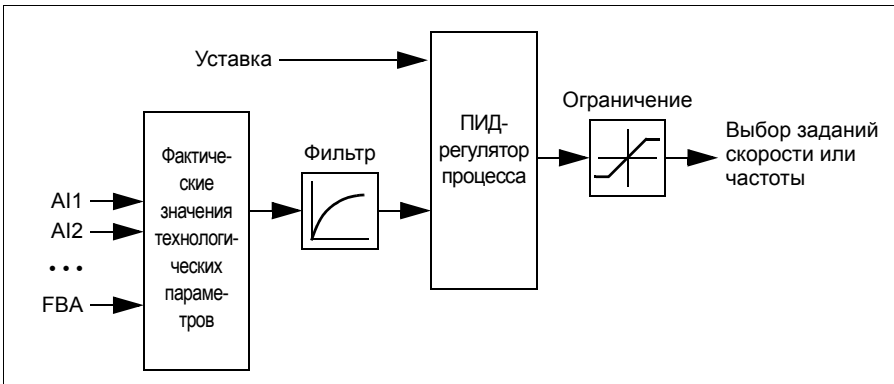 Уставка
AI1
AI2
• • •
FBA
Фактиче-
ские
значения
технологи-
ческих
параме-
тров
Фильтр
ПИД-
регулятор
процесса
Ограничение
Выбор заданий
скорости или
частоты